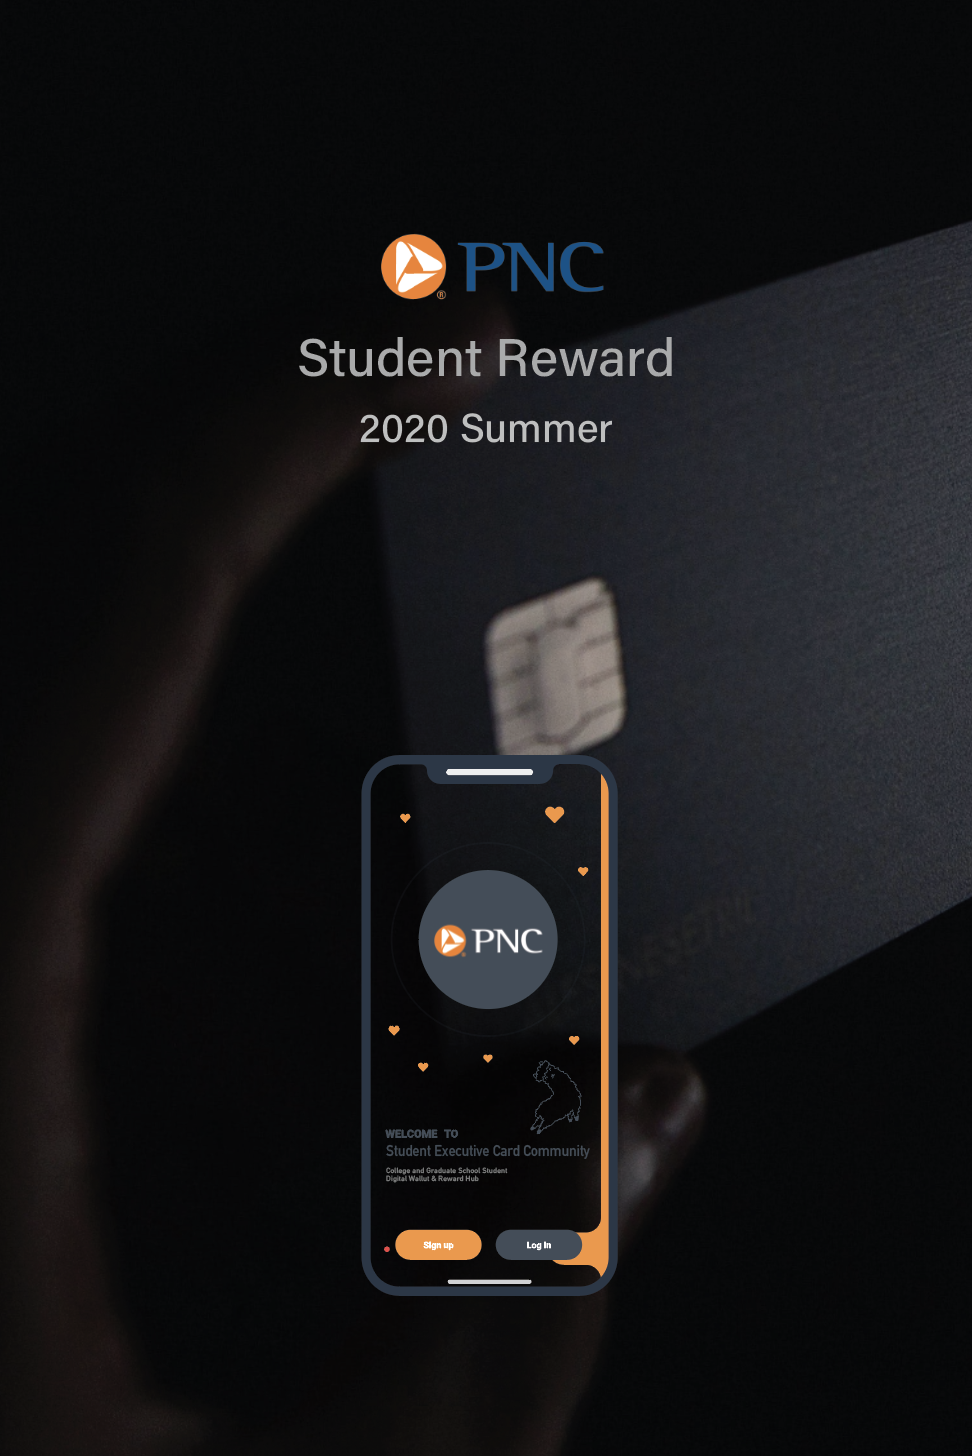 PNC
®
Student Reward
2020 Summer
PNC
WELCOME TO
Student Executive Card Community
College and Graduate School Student
Digital Wallut & Reward Hub
Sign up
Log in